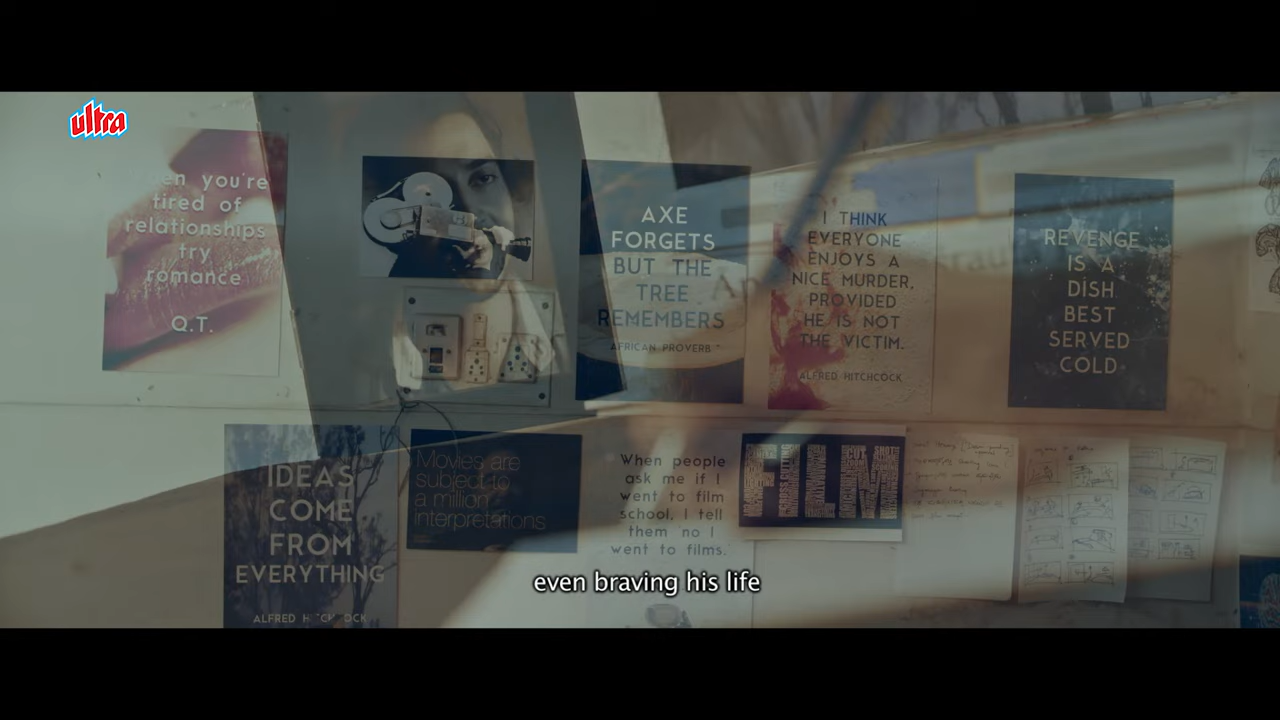 ultra
en you're
tired of
relationships
try
romance
Q.T.
AXE
FORGETS
BUT THE
TREE
REMEMBERS
AFRICAN PROVERB
I THINK
EVERYONE
ENJOYS A
NICE MURDER,
PROVIDED
HE IS NOT
THE VICTIM.
ALFRED HITCHCOCK
REVENGE
IS A
DISH
BEST
SERVED
COLD
IDEAS
COME
FROM
EVERYTHING
ALFRED HITCHCOCK
Movies are
subject to
a million
interpretations
When people
ask me if I
went to film
school, I tell
them 'no I
went to films.'
FILM
even braving his life